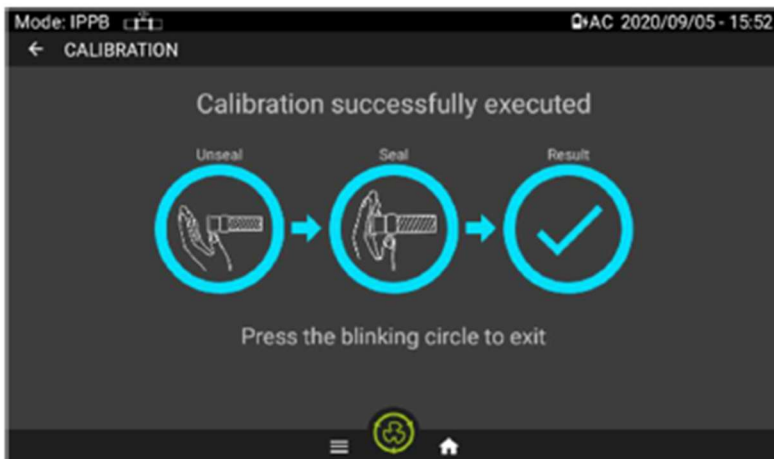 Mode: IPPB AC 2020/09/05 - 15:52
CALIBRATION
Calibration successfully executed
Unseal Seal Result
Press the blinking circle to exit